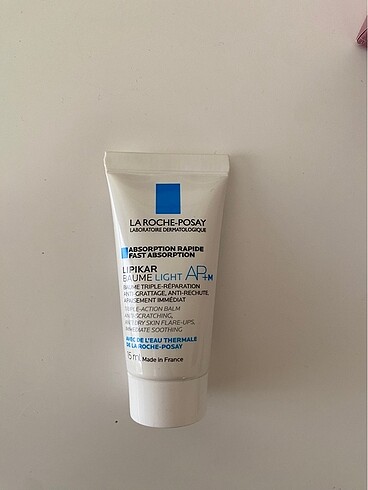 LA ROCHE-POSAY
LABORATOIRE DERMATOLOGIQUE
ABSORPTION RAPIDE
FAST ABSORPTION
LIPIKAR
BAUME LIGHT AP+M
BAUME TRIPLE-RÉPARATION
ANTI-GRATTAGE, ANTI-RECHUTE,
APAISEMENT IMMÉDIAT
TRIPLE-ACTION BALM
ANTI-SCRATCHING,
SKIN FLARE-UPS,
IMMEDIATE SOOTHING
AVEC DE L'EAU THERMALE
DE LA ROCHE-POSAY
15 ml Made in France